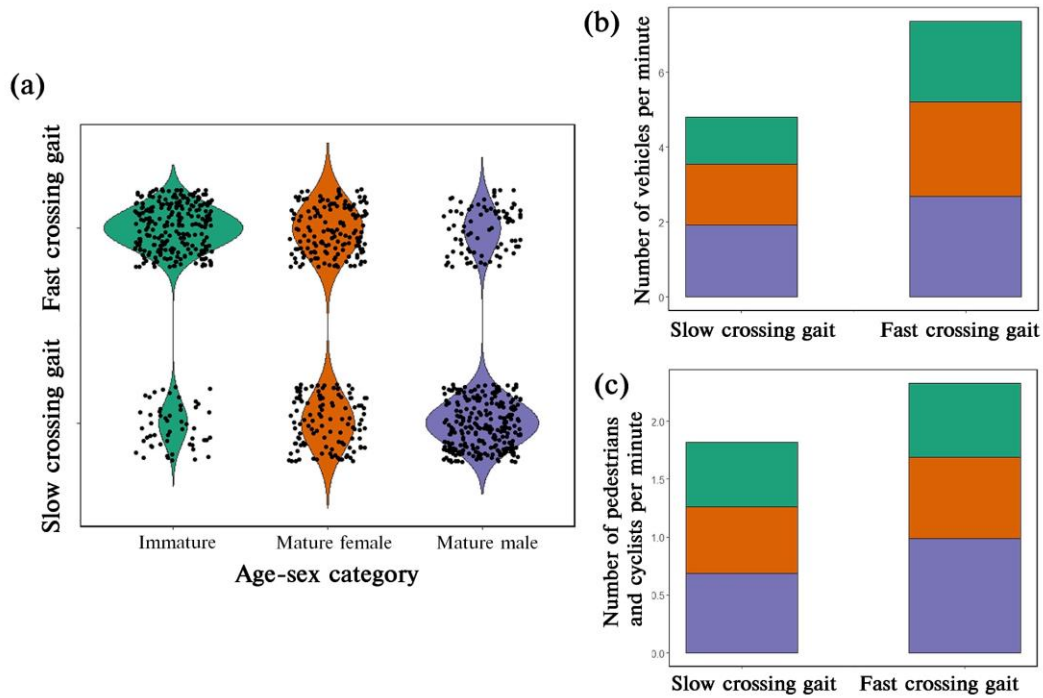 (a)
Fast crossing gait
Slow crossing gait
Immature
Mature female
Mature male
Age-sex category
(b)
Number of vehicles per minute
6
4
2
0
Slow crossing gait
Fast crossing gait
(c)
Number of pedestrians
and cyclists per minute
2.0
1.5
1.0
0.5
0.0
Slow crossing gait
Fast crossing gait